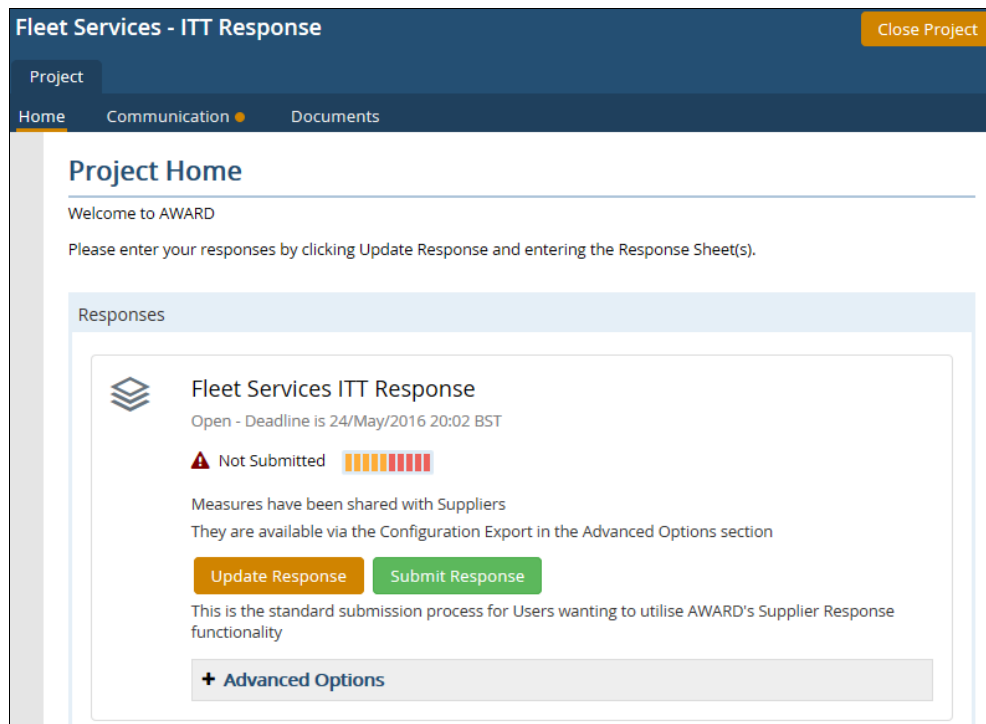 Fleet Services - ITT Response
Close Project
Project
Home Communication Documents
Project Home
Welcome to AWARD
Please enter your responses by clicking Update Response and entering the Response Sheet(s).
Responses
Fleet Services ITT Response
Open - Deadline is 24/May/2016 20:02 BST
Not Submitted
Measures have been shared with Suppliers
They are available via the Configuration Export in the Advanced Options section
Update Response Submit Response
This is the standard submission process for Users wanting to utilise AWARD's Supplier Response
functionality
+ Advanced Options